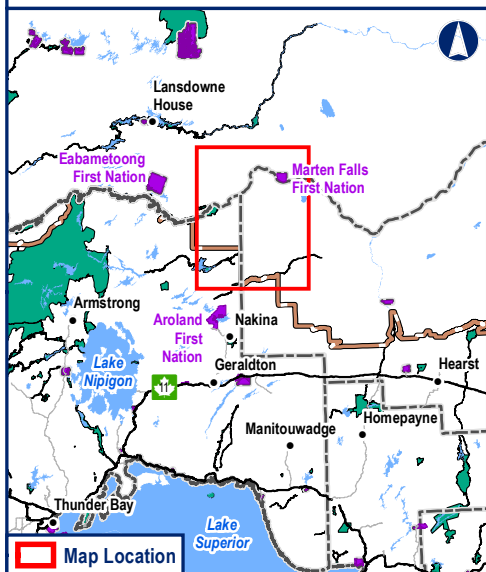 Lansdowne
House
Eabametoong
First Nation
Marten Falls
First Nation
Armstrong
Aroland
First
Nation
Nakina
Lake
Nipigon
Geraldton
11
Hearst
Manitouwadge
Homepayne
Thunder Bay
Lake
Superior
Map Location